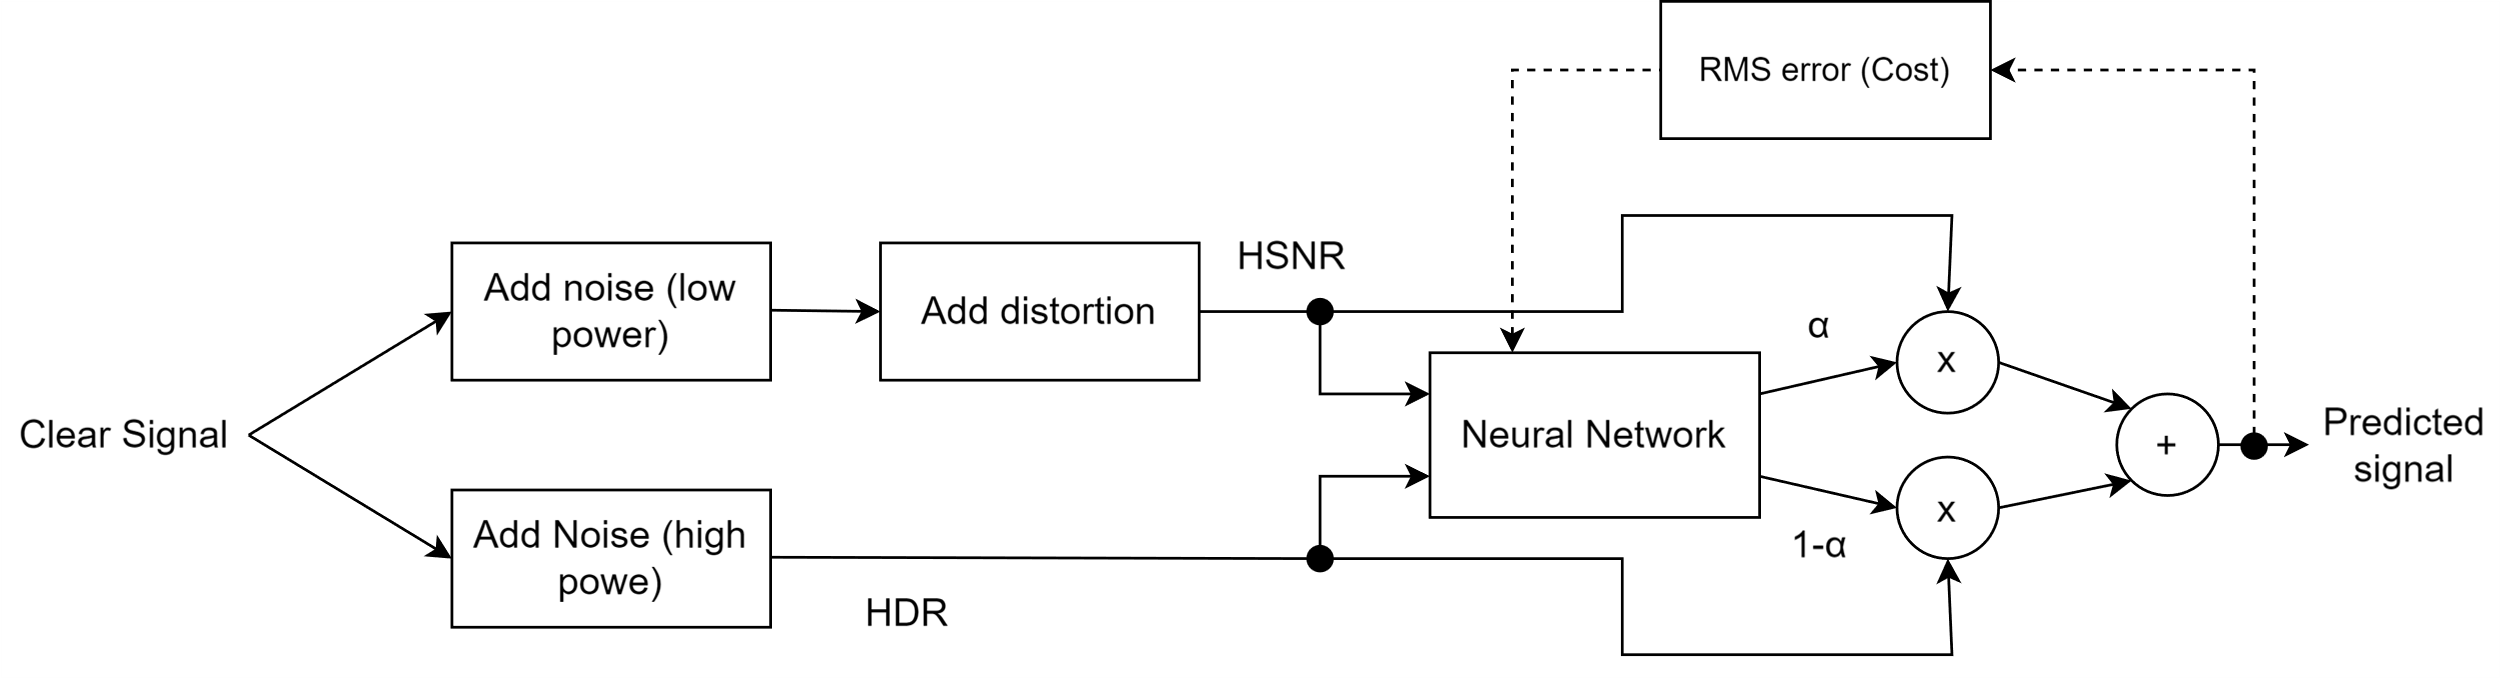 RMS error (Cost)
HSNR
Add noise (low
power)
Add distortion
α
x
Clear Signal
Neural Network
+
Predicted
signal
Add Noise (high
powe)
x
1-α
HDR